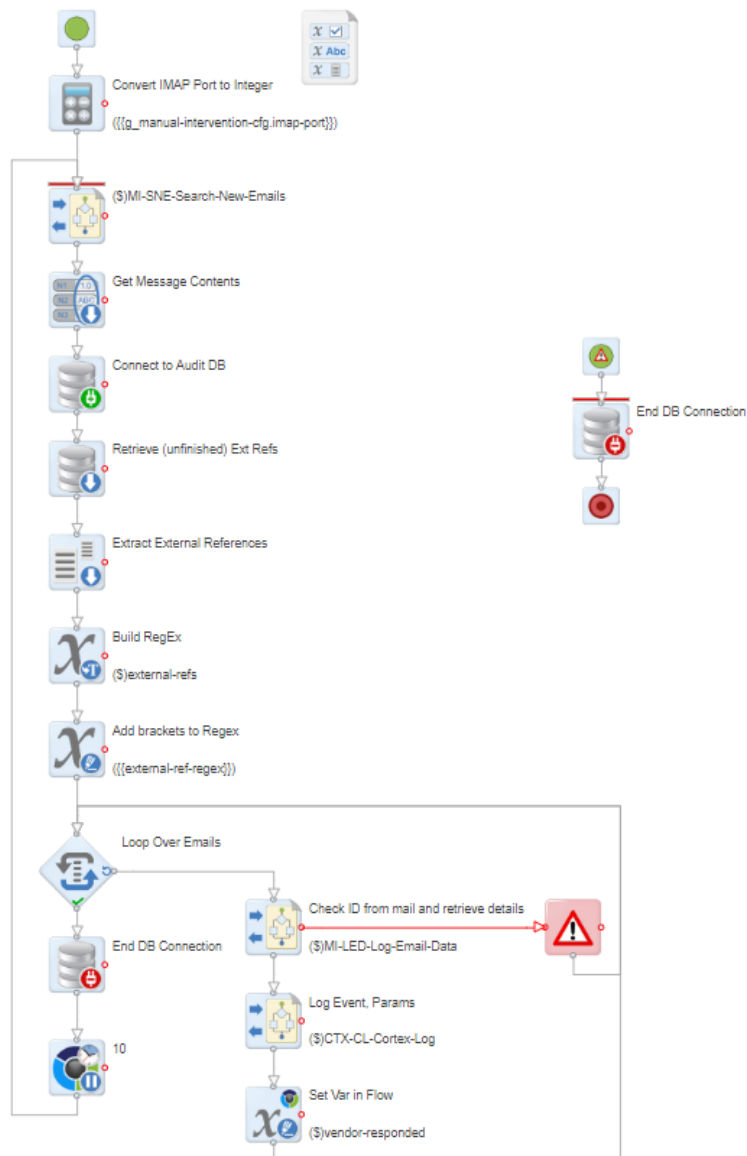 x
x Abc
x
Convert IMAP Port to Integer
({{{g_manual-intervention-cfg.imap-port}}})
($)MI-SNE-Search-New-Emails
N1 1.0
N2 ABC
N3
Get Message Contents
Connect to Audit DB
End DB Connection
Retrieve (unfinished) Ext Refs
Extract External References
X
T
Build RegEx
($)external-refs
X
Add brackets to Regex
({{{external-ref-regex}}})
Loop Over Emails
Check ID from mail and retrieve details
($)MI-LED-Log-Email-Data
End DB Connection
Log Event, Params
($)CTX-CL-Cortex-Log
10
X
Set Var in Flow
($)vendor-responded